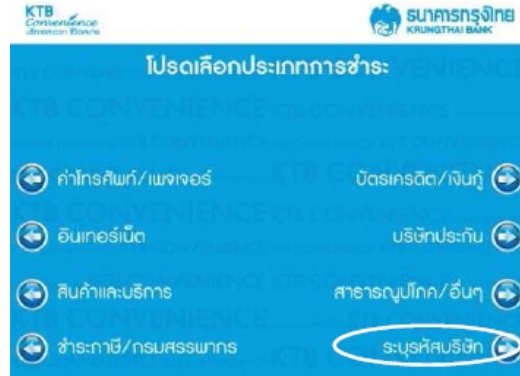 KTB
Convenience
ธนาคารกรุงไทย
KRUNGTHAI BANK
โปรดเลือกประเภทการชำระ
ค่าโทรศัพท์/เพจเจอร์
บัตรเครดิต/เงินกู้
อินเทอร์เน็ต
บริษัทประกัน
สินค้าและบริการ
สาธารณูปโภค/อื่นๆ
ชำระภาษี/กรมสรรพากร
ระบุรหัสบริษัท